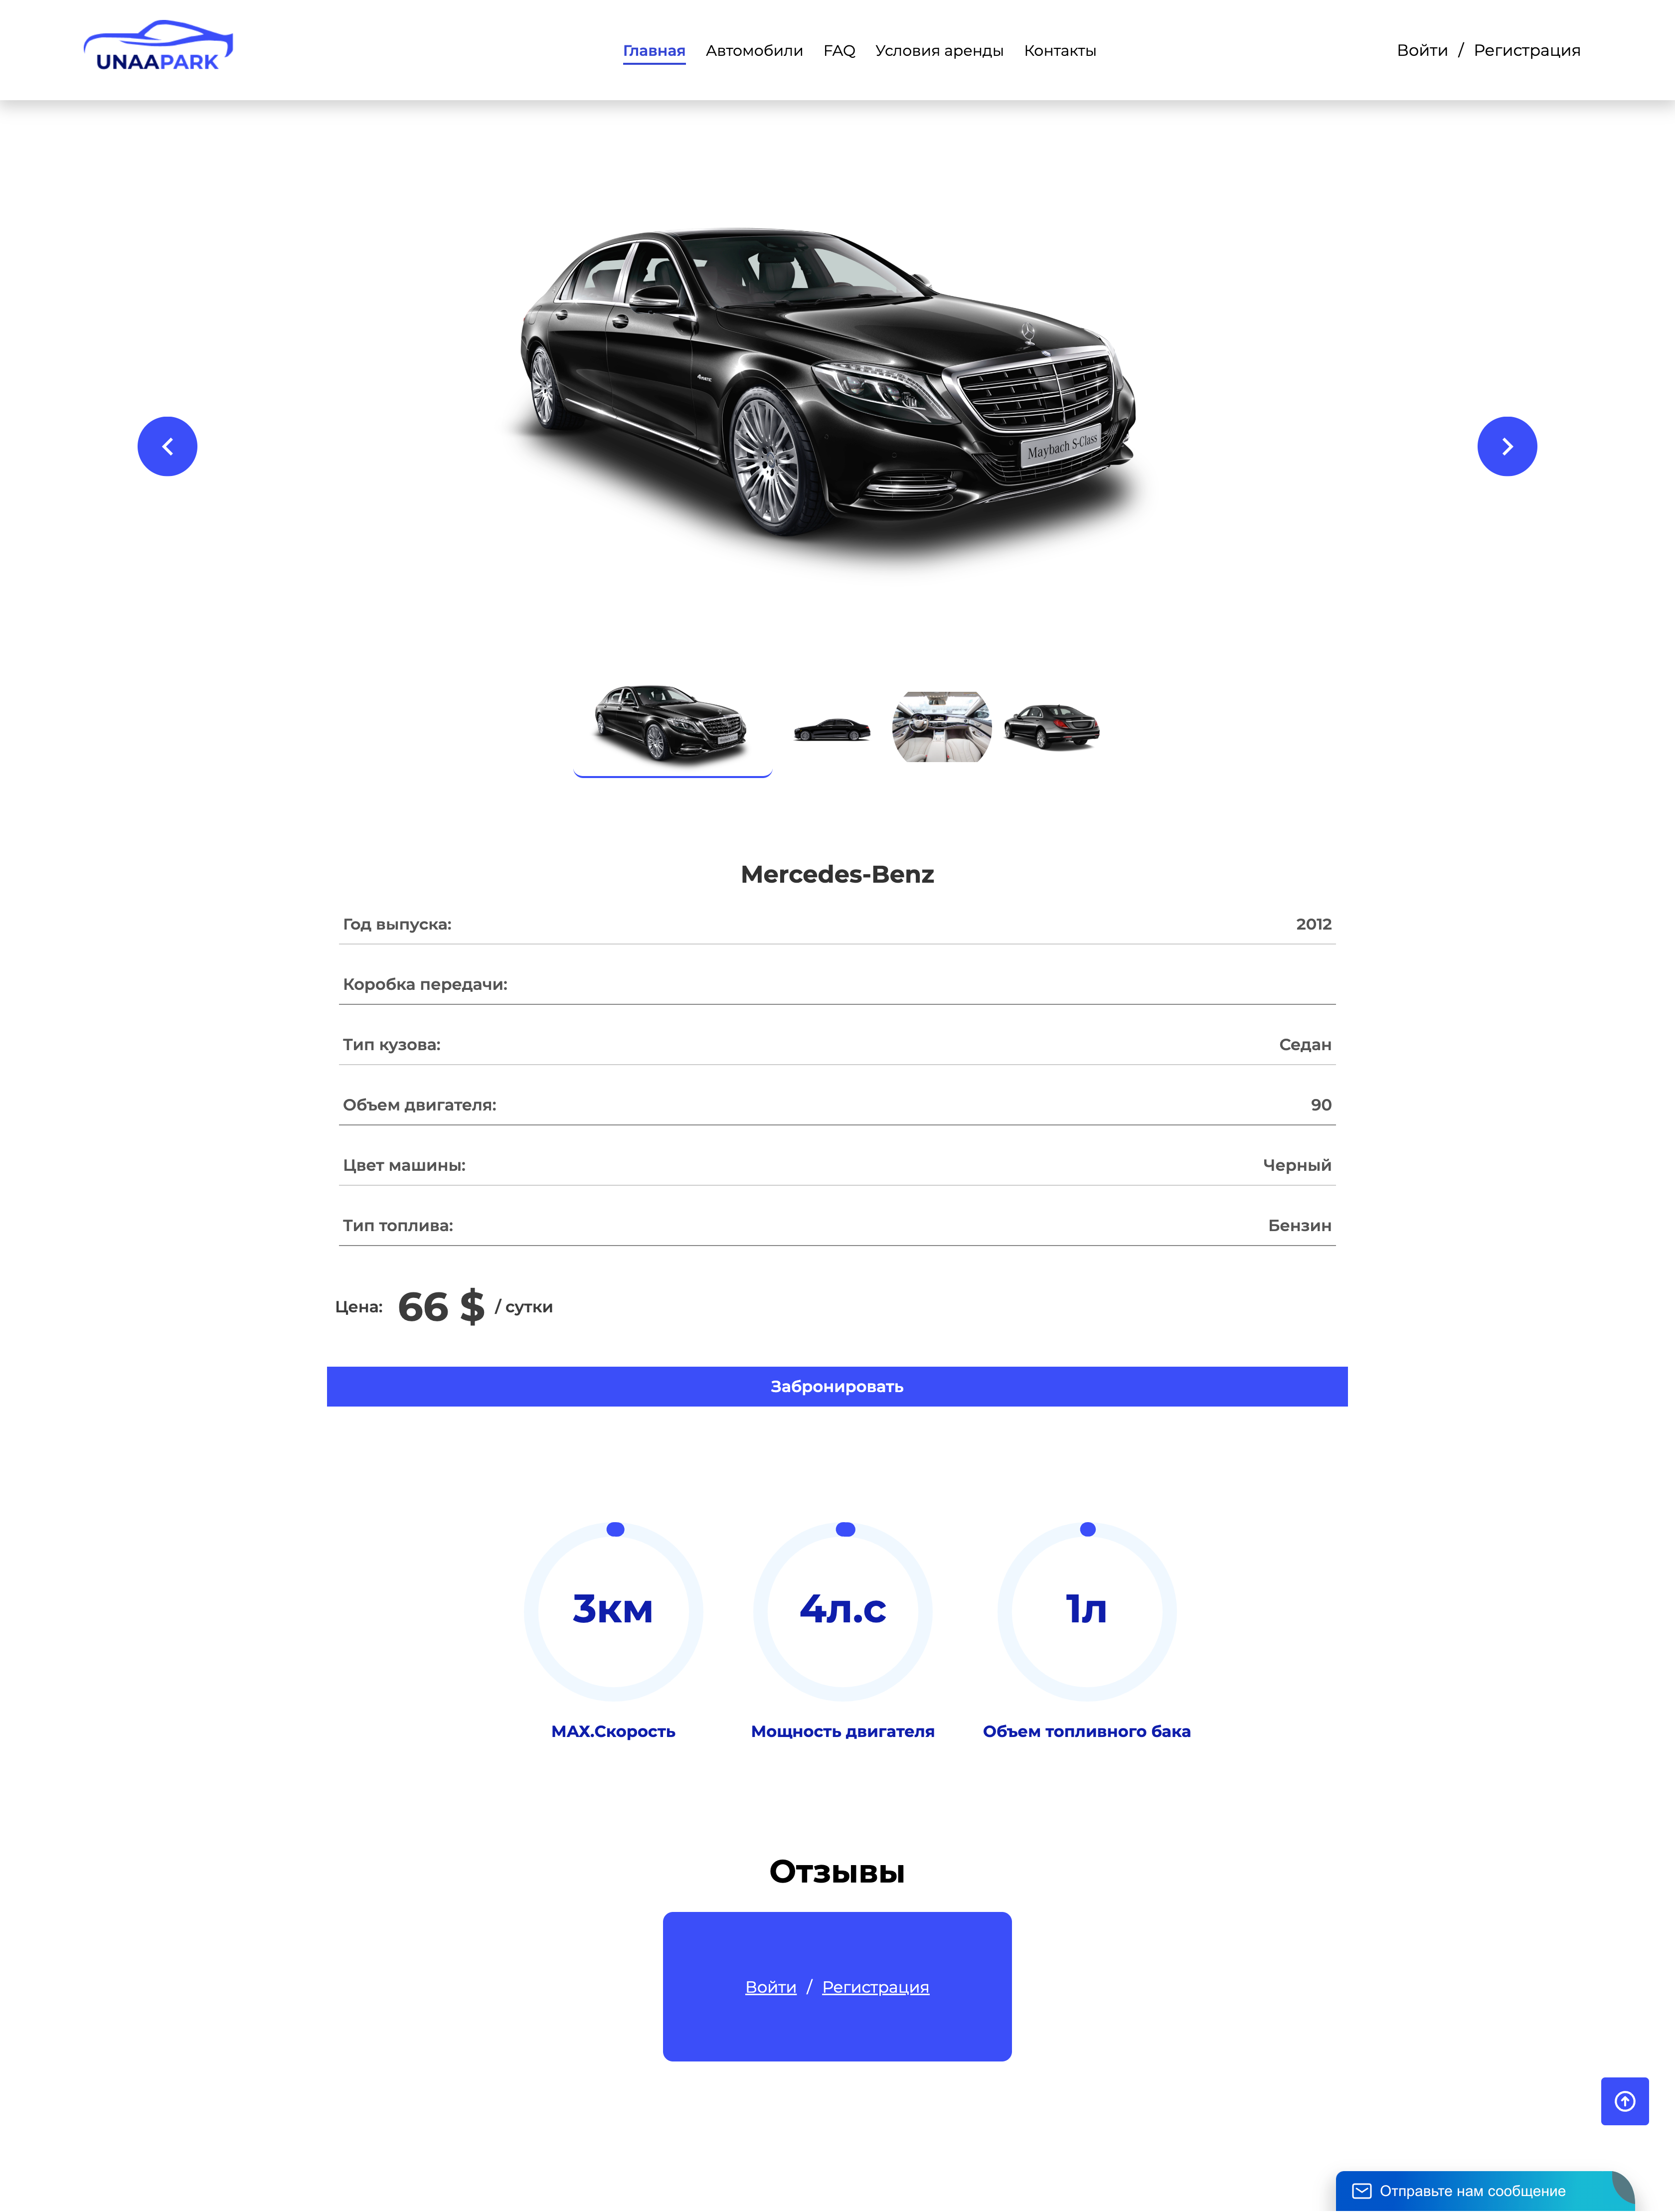 UNAAPARK
Главная Автомобили FAQ Условия аренды Контакты
Войти / Регистрация
4MATIC
Maybach S-Class
Mercedes-Benz
Год выпуска: 2012
Коробка передачи:
Тип кузова: Седан
Объем двигателя: 90
Цвет машины: Черный
Тип топлива: Бензин
Цена: 66 $ / сутки
Забронировать
3км
4л.с
1л
MAX.Скорость
Мощность двигателя
Объем топливного бака
Отзывы
Войти / Регистрация
Отправьте нам сообщение